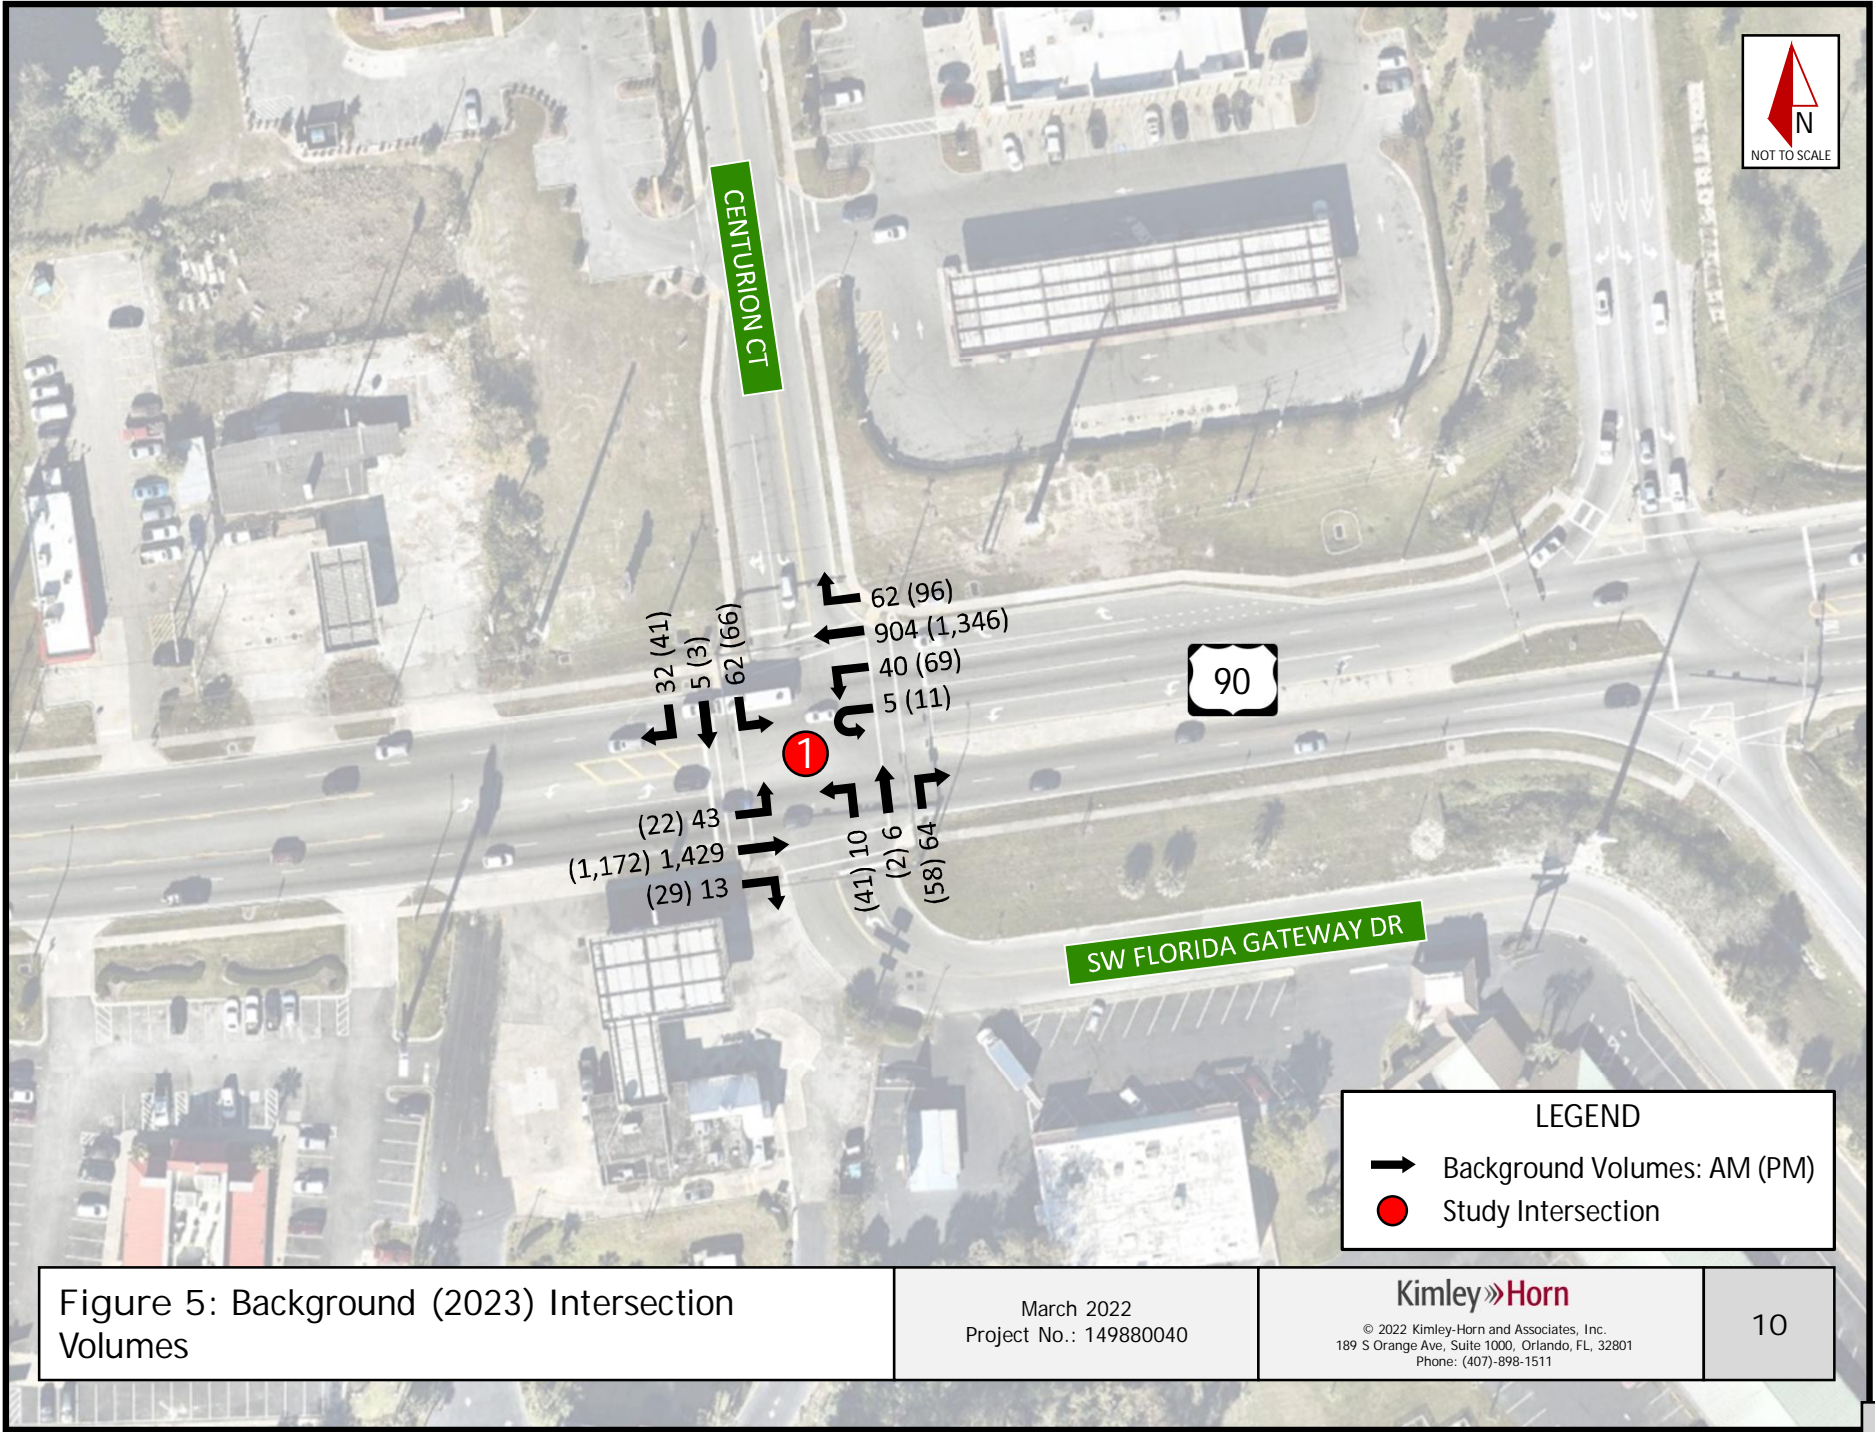 N
NOT TO SCALE
CENTURION CT
62 (96)
904 (1,346)
40 (69)
5 (11)
32 (41)
5 (3)
62 (66)
90
1
(22) 43
(1,172) 1,429
(29) 13
(41) 10
(2) 6
(58) 64
SW FLORIDA GATEWAY DR
LEGEND
Background Volumes: AM (PM)
Study Intersection
Figure 5: Background (2023) Intersection
Volumes
March 2022
Project No.: 149880040
Kimley»Horn
© 2022 Kimley-Horn and Associates, Inc.
189 S Orange Ave, Suite 1000, Orlando, FL, 32801
Phone: (407)-898-1511
10